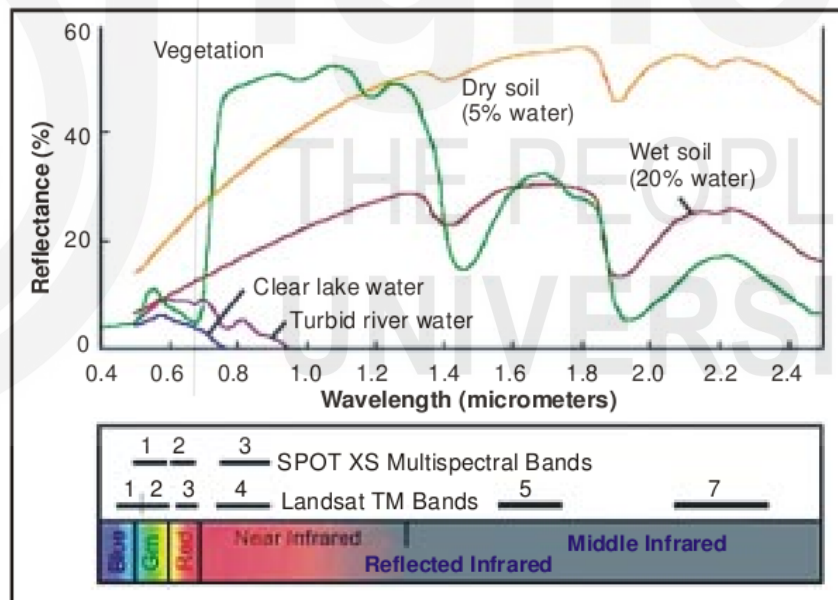 60
40
20
0
Reflectance (%)
Vegetation
Dry soil
(5% water)
Wet soil
(20% water)
Clear lake water
Turbid river water
THE PEOPL
UNIVERSI
0.4 0.6 0.8 1.0 1.2 1.4 1.6 1.8 2.0 2.2 2.4
Wavelength (micrometers)
1 2 3 SPOT XS Multispectral Bands
1 2 3 4 Landsat TM Bands 5 7
Blue Grn Red Near Infrared Middle Infrared
Reflected Infrared